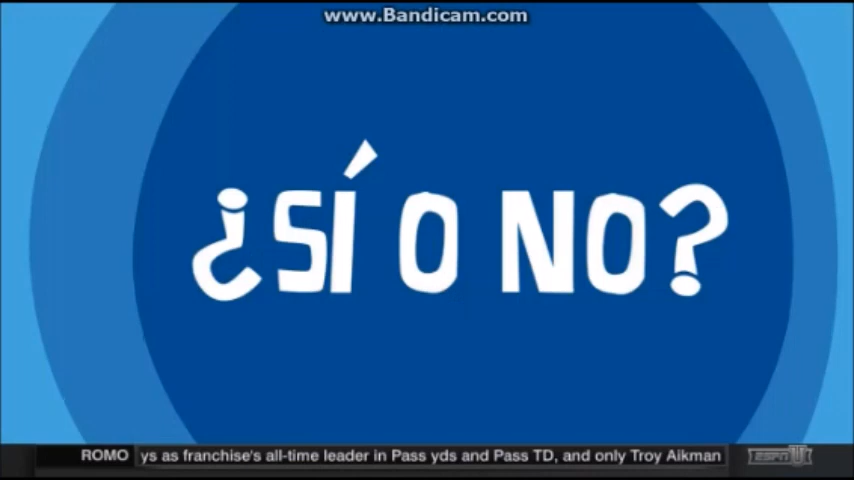 www.Bandicam.com
¿SÍ O NO?
ROMO ys as franchise's all-time leader in Pass yds and Pass TD, and only Troy Aikman ESPNU